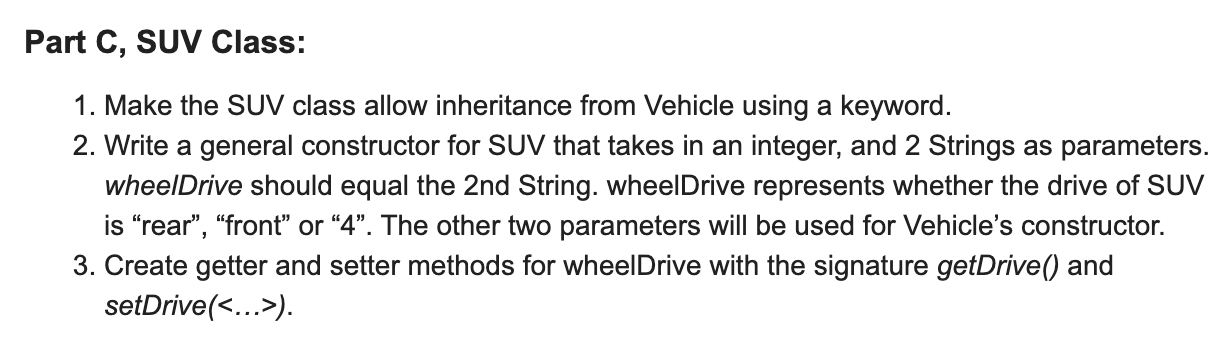 Part C, SUV Class:
1. Make the SUV class allow inheritance from Vehicle using a keyword.
2. Write a general constructor for SUV that takes in an integer, and 2 Strings as parameters.
wheelDrive should equal the 2nd String. wheelDrive represents whether the drive of SUV
is “rear”, “front” or “4”. The other two parameters will be used for Vehicle’s constructor.
3. Create getter and setter methods for wheelDrive with the signature getDrive() and
setDrive(<…>).